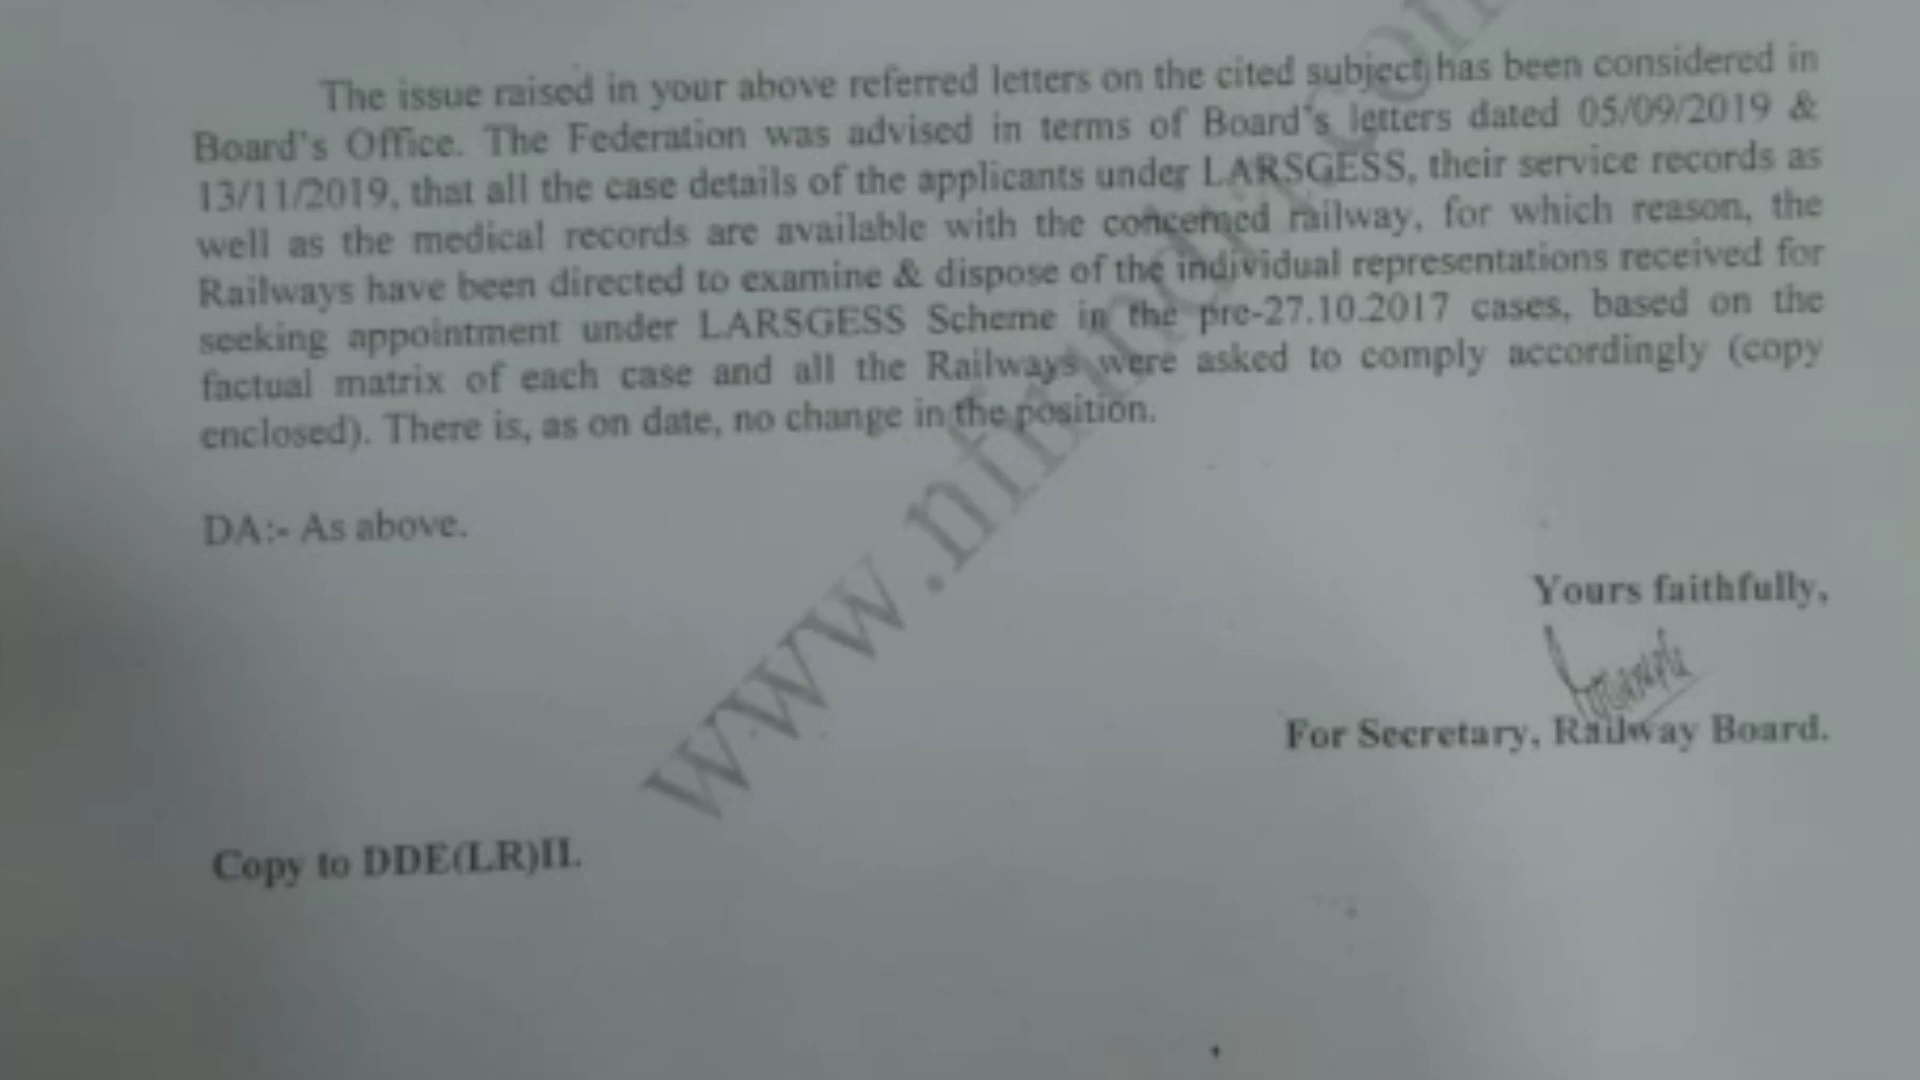 The issue raised in your above referred letters on the cited subject has been considered in
Board's Office. The Federation was advised in terms of Board's letters dated 05/09/2019 &
13/11/2019, that all the case details of the applicants under LARSGESS, their service records as
well as the medical records are available with the concerned railway, for which reason, the
Railways have been directed to examine & dispose of the individual representations received for
seeking appointment under LARSGESS Scheme in the pre-27.10.2017 cases, based on the
factual matrix of each case and all the Railways were asked to comply accordingly (copy
enclosed). There is, as on date, no change in the position.
DA:- As above.
Yours faithfully,
For Secretary, Railway Board.
Copy to DDE(LR)II.